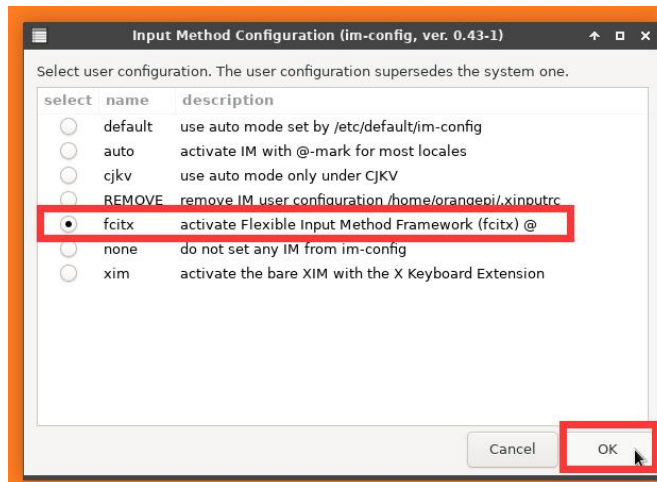 Input Method Configuration (im-config, ver. 0.43-1)
Select user configuration. The user configuration supersedes the system one.
select name description
default use auto mode set by /etc/default/im-config
auto activate IM with @-mark for most locales
cjkv use auto mode only under CJKV
REMOVE remove IM user configuration /home/orangepi/.xinputrc
fcitx activate Flexible Input Method Framework (fcitx) @
none do not set any IM from im-config
xim activate the bare XIM with the X Keyboard Extension
Cancel OK